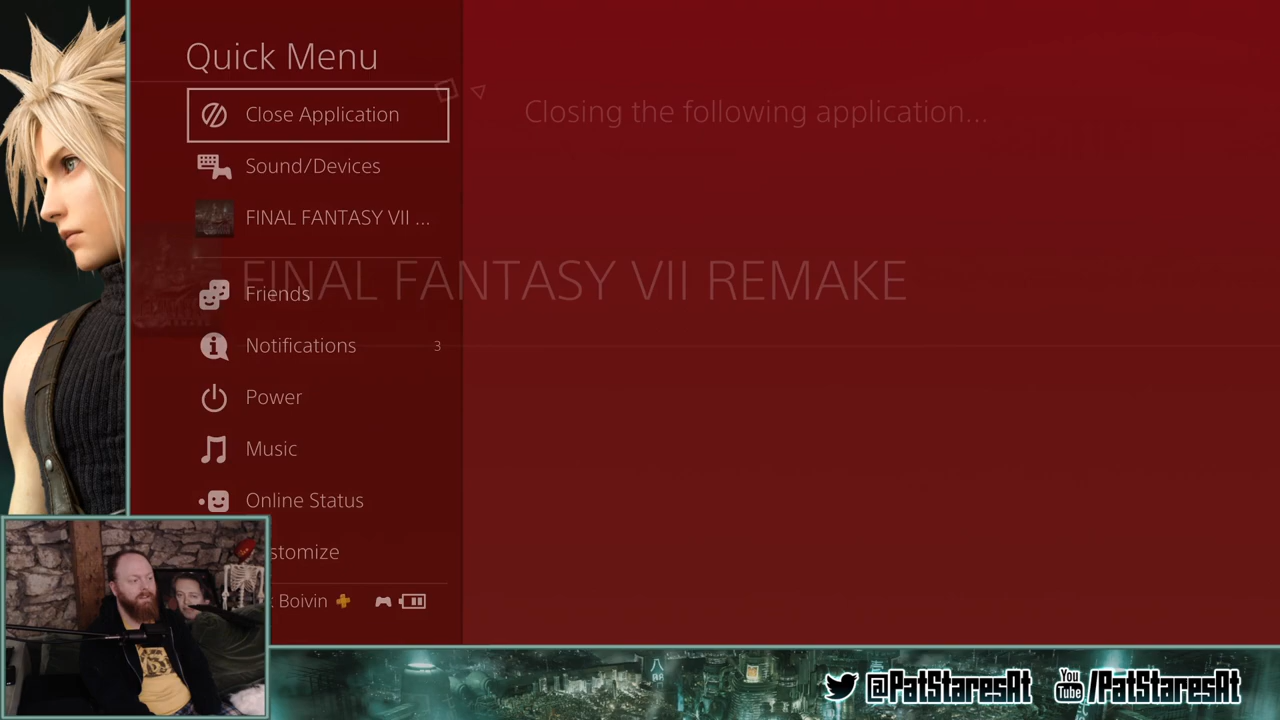 Quick Menu
Close Application
Sound/Devices
FINAL FANTASY VII ...
Friends
Notifications 3
Power
Music
Online Status
stomize
Boivin
Closing the following application...
FINAL FANTASY VII REMAKE
@PatStaresAt
You Tube /PatStaresAt